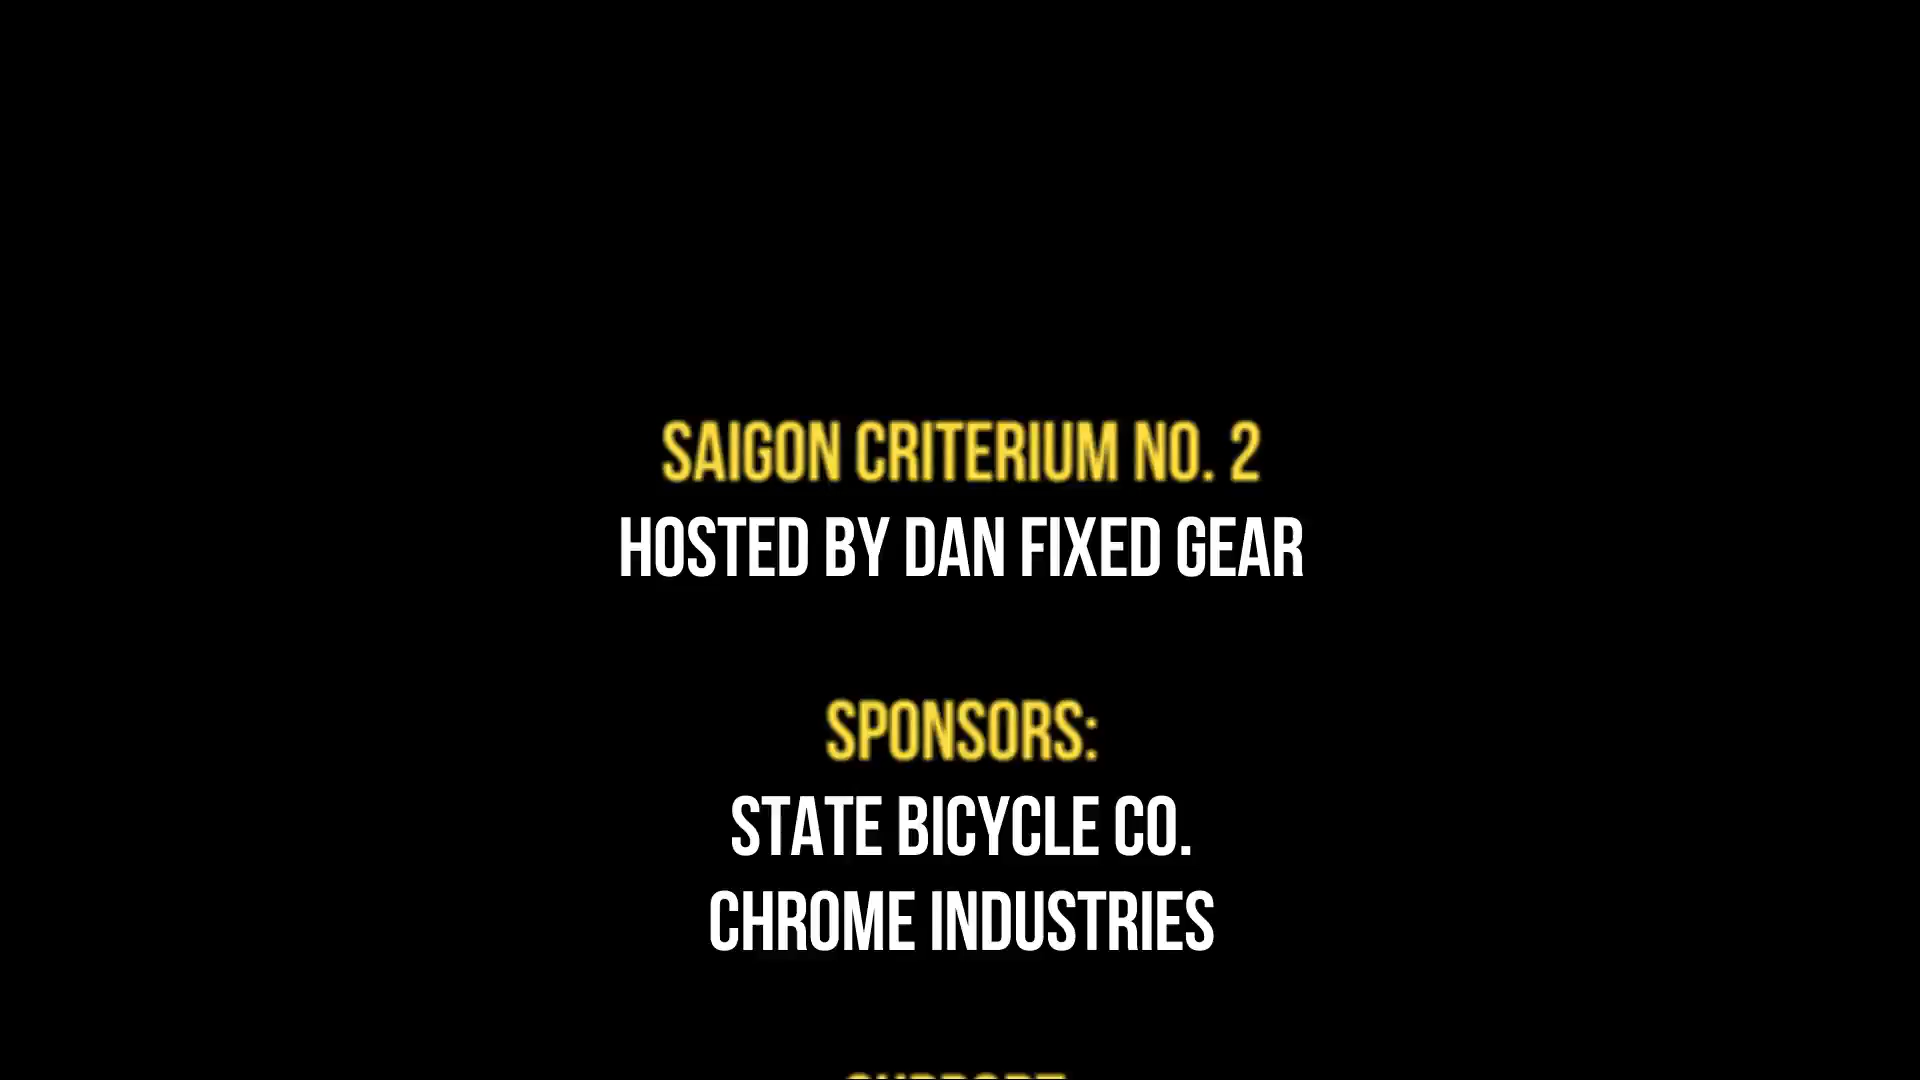 SAIGON CRITERIUM NO. 2
HOSTED BY DAN FIXED GEAR
SPONSORS:
STATE BICYCLE CO.
CHROME INDUSTRIES